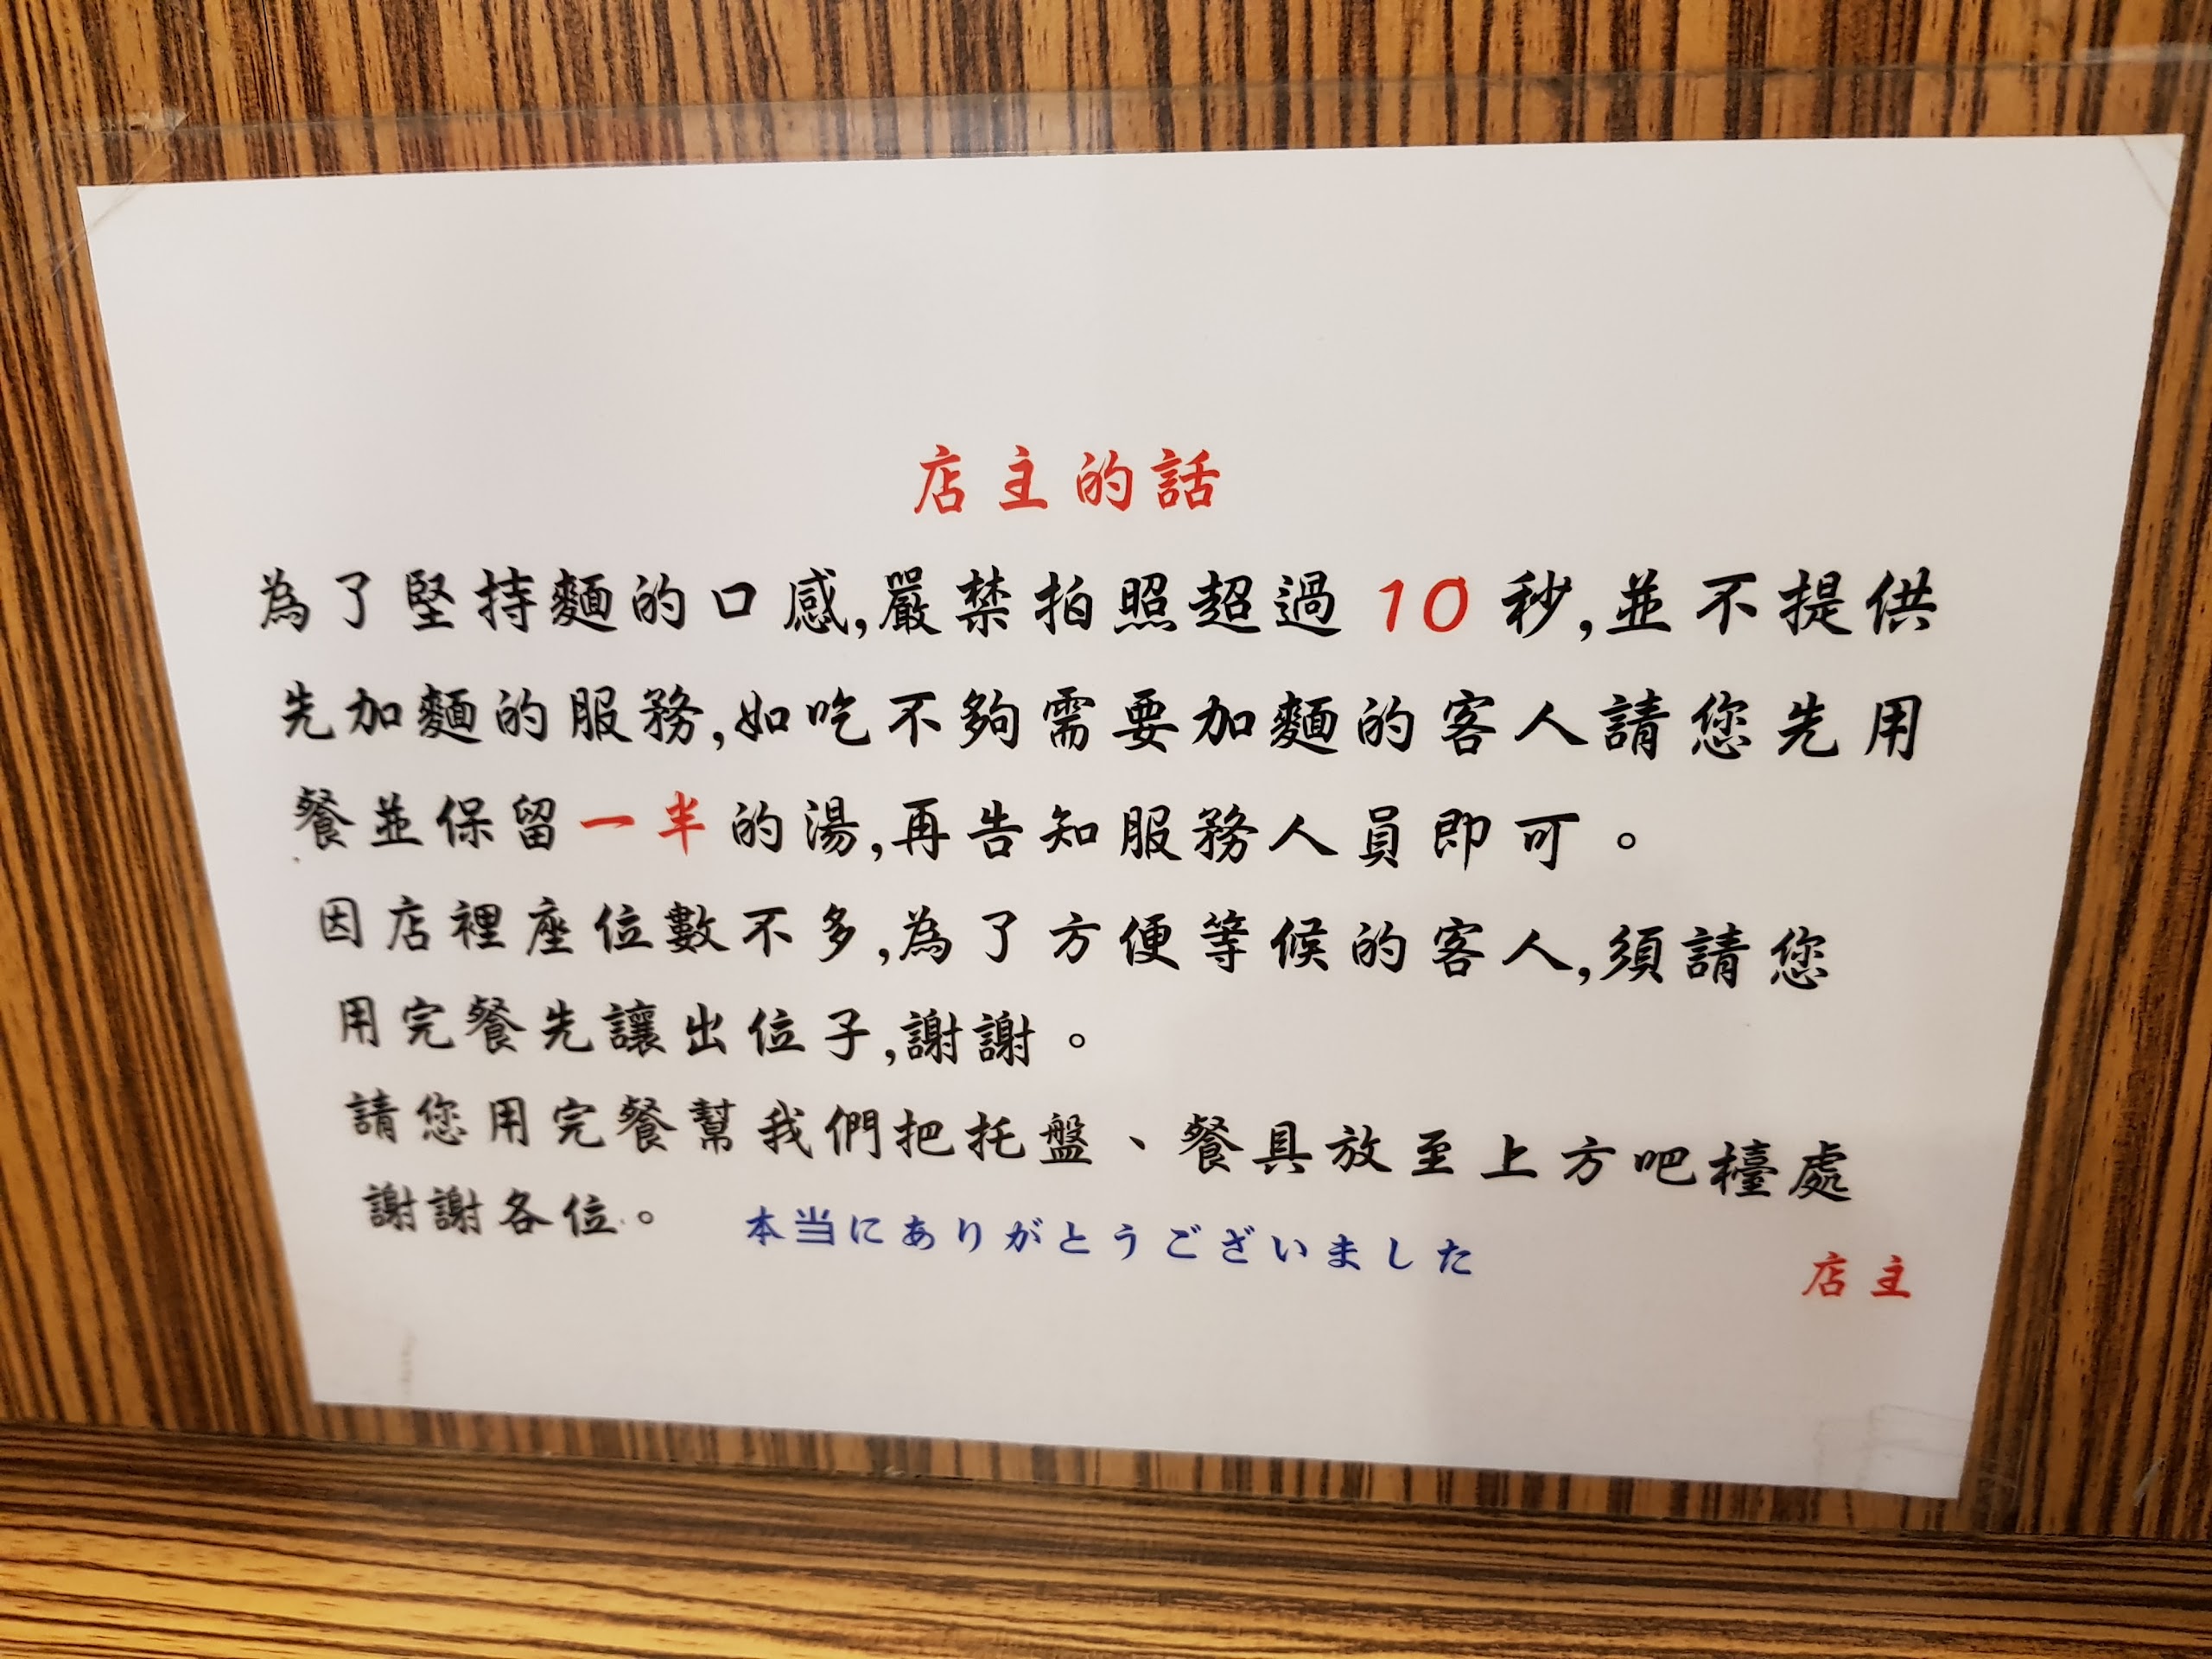 店主的話
為了堅持麵的口感,嚴禁拍照超過 10 秒,並不提供
先加麵的服務,如吃不夠需要加麵的客人請您先用
餐並保留一半的湯,再告知服務人員即可。
因店裡座位數不多,為了方便等候的客人,須請您
用完餐先讓出位子,謝謝。
請您用完餐幫我們把托盤、餐具放至上方吧檯處
謝謝各位。 本当にありがとうございました
店主